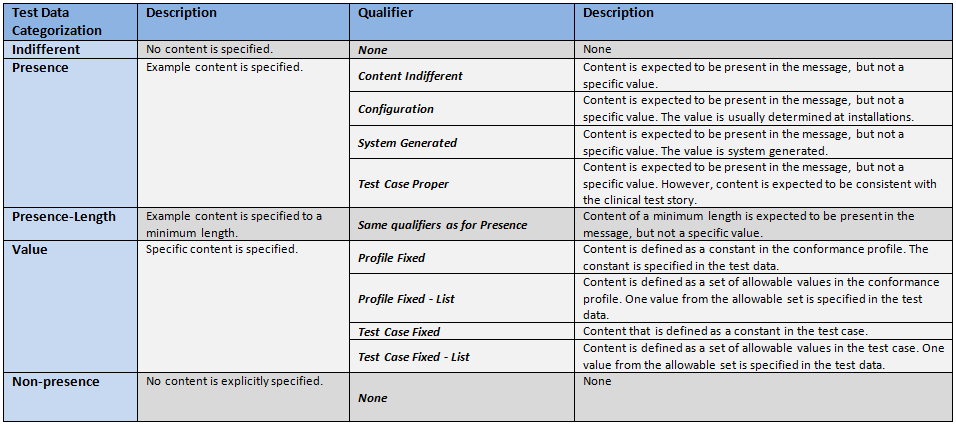 Test Data
Categorization
Description
Qualifier
Description
Indifferent
No content is specified.
None
None
Presence
Example content is specified.
Content Indifferent
Content is expected to be present in the message, but not a
specific value.
Configuration
Content is expected to be present in the message, but not a
specific value. The value is usually determined at installations.
System Generated
Content is expected to be present in the message, but not a
specific value. The value is system generated.
Test Case Proper
Content is expected to be present in the message, but not a
specific value. However, content is expected to be consistent with
the clinical test story.
Presence-Length
Example content is specified to a
minimum length.
Same qualifiers as for Presence
Content of a minimum length is expected to be present in the
message, but not a specific value.
Value
Specific content is specified.
Profile Fixed
Content is defined as a constant in the conformance profile. The
constant is specified in the test data.
Profile Fixed - List
Content is defined as a set of allowable values in the conformance
profile. One value from the allowable set is specified in the test
data.
Test Case Fixed
Content that is defined as a constant in the test case.
Test Case Fixed - List
Content is defined as a set of allowable values in the test case. One
value from the allowable set is specified in the test data.
Non-presence
No content is explicitly specified.
None
None